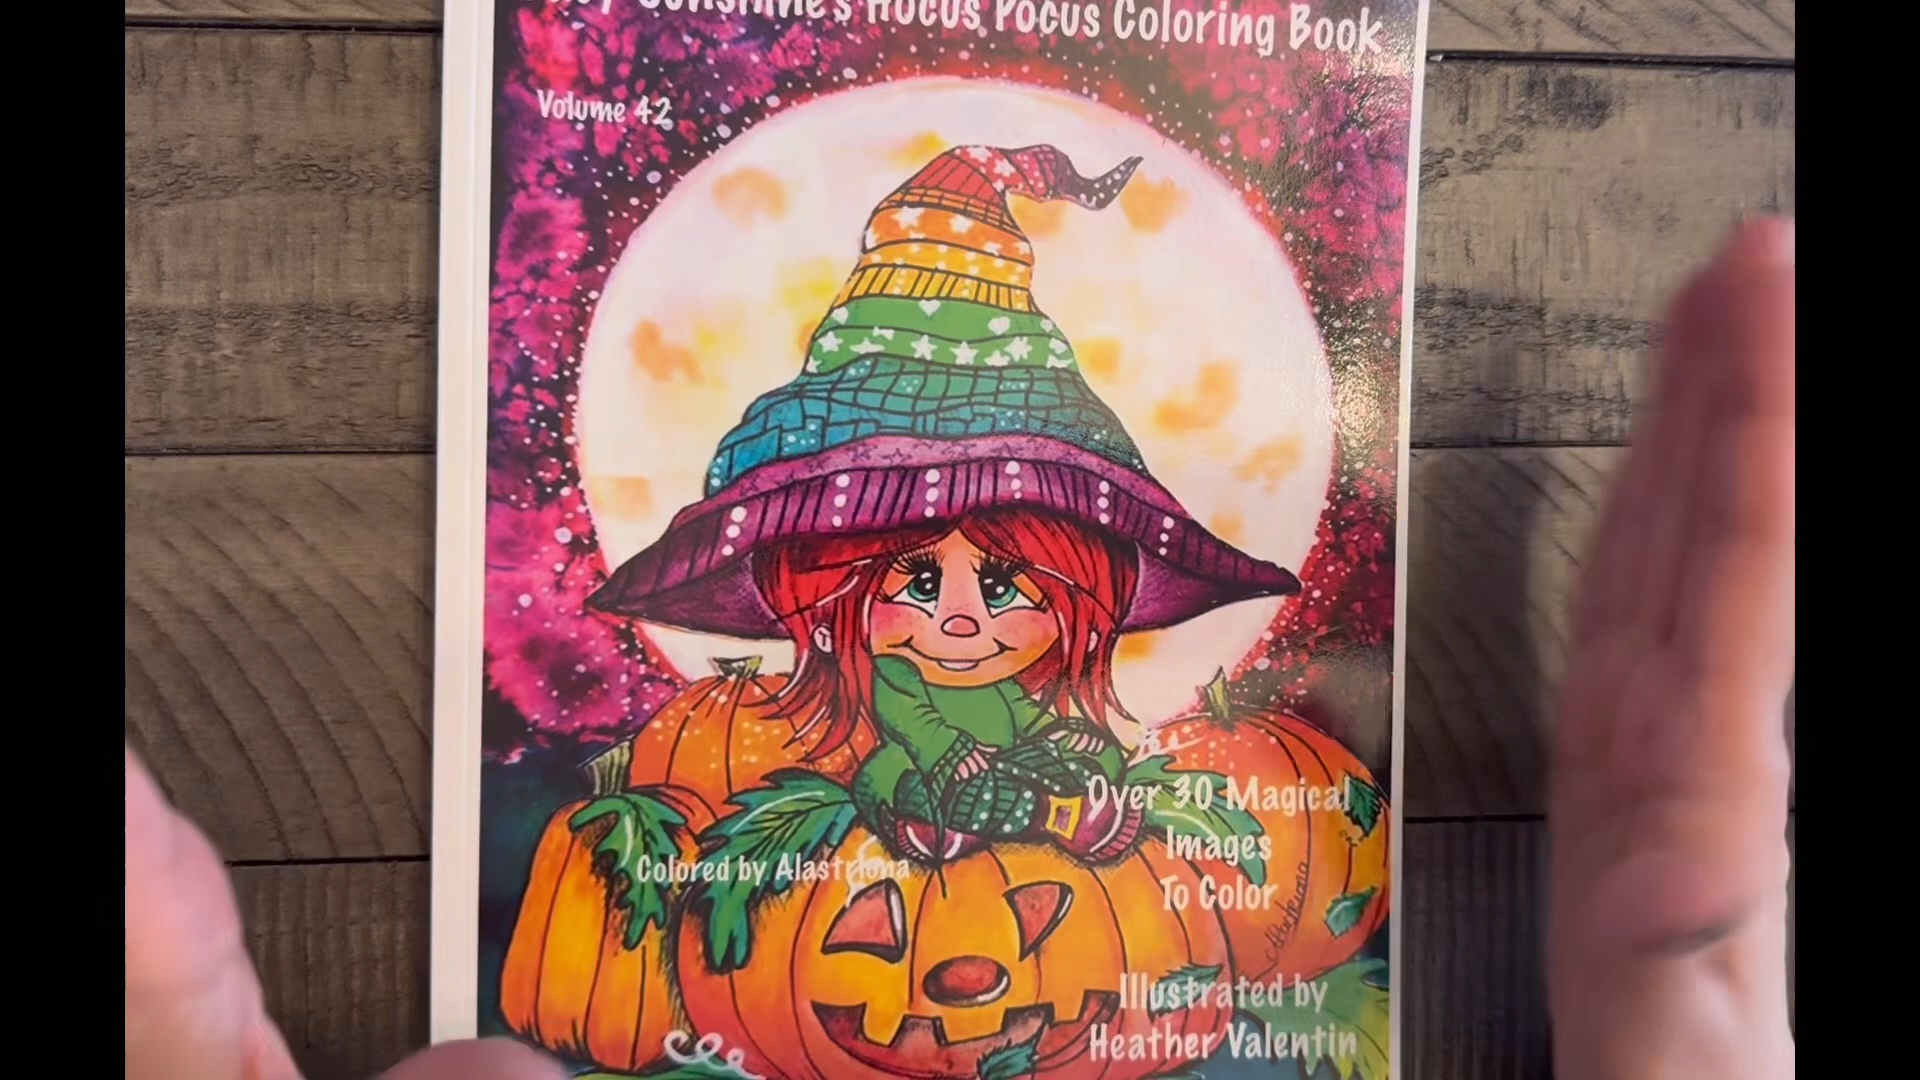 Sunshine's Hocus Pocus Coloring Book
Volume 42
Over 30 Magical
Images
To Color
Colored by Alastriona
Illustrated by
Heather Valentin